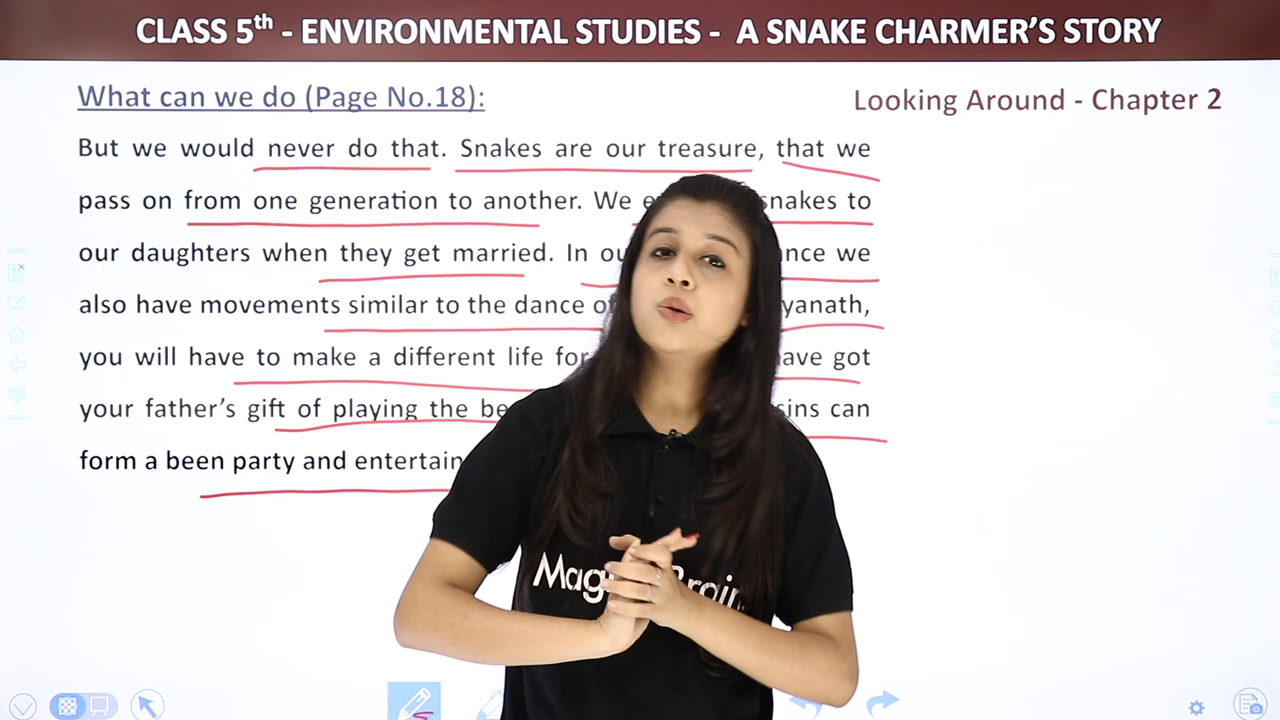 CLASS 5th - ENVIRONMENTAL STUDIES - A SNAKE CHARMER'S STORY
What can we do (Page No.18):
Looking Around - Chapter 2
But we would never do that. Snakes are our treasure, that we
pass on from one generation to another. We snakes to
our daughters when they get married. In we
also have movements similar to the dance
you will have to make a different life got
your father's gift of playing the can
form a been party and entertain